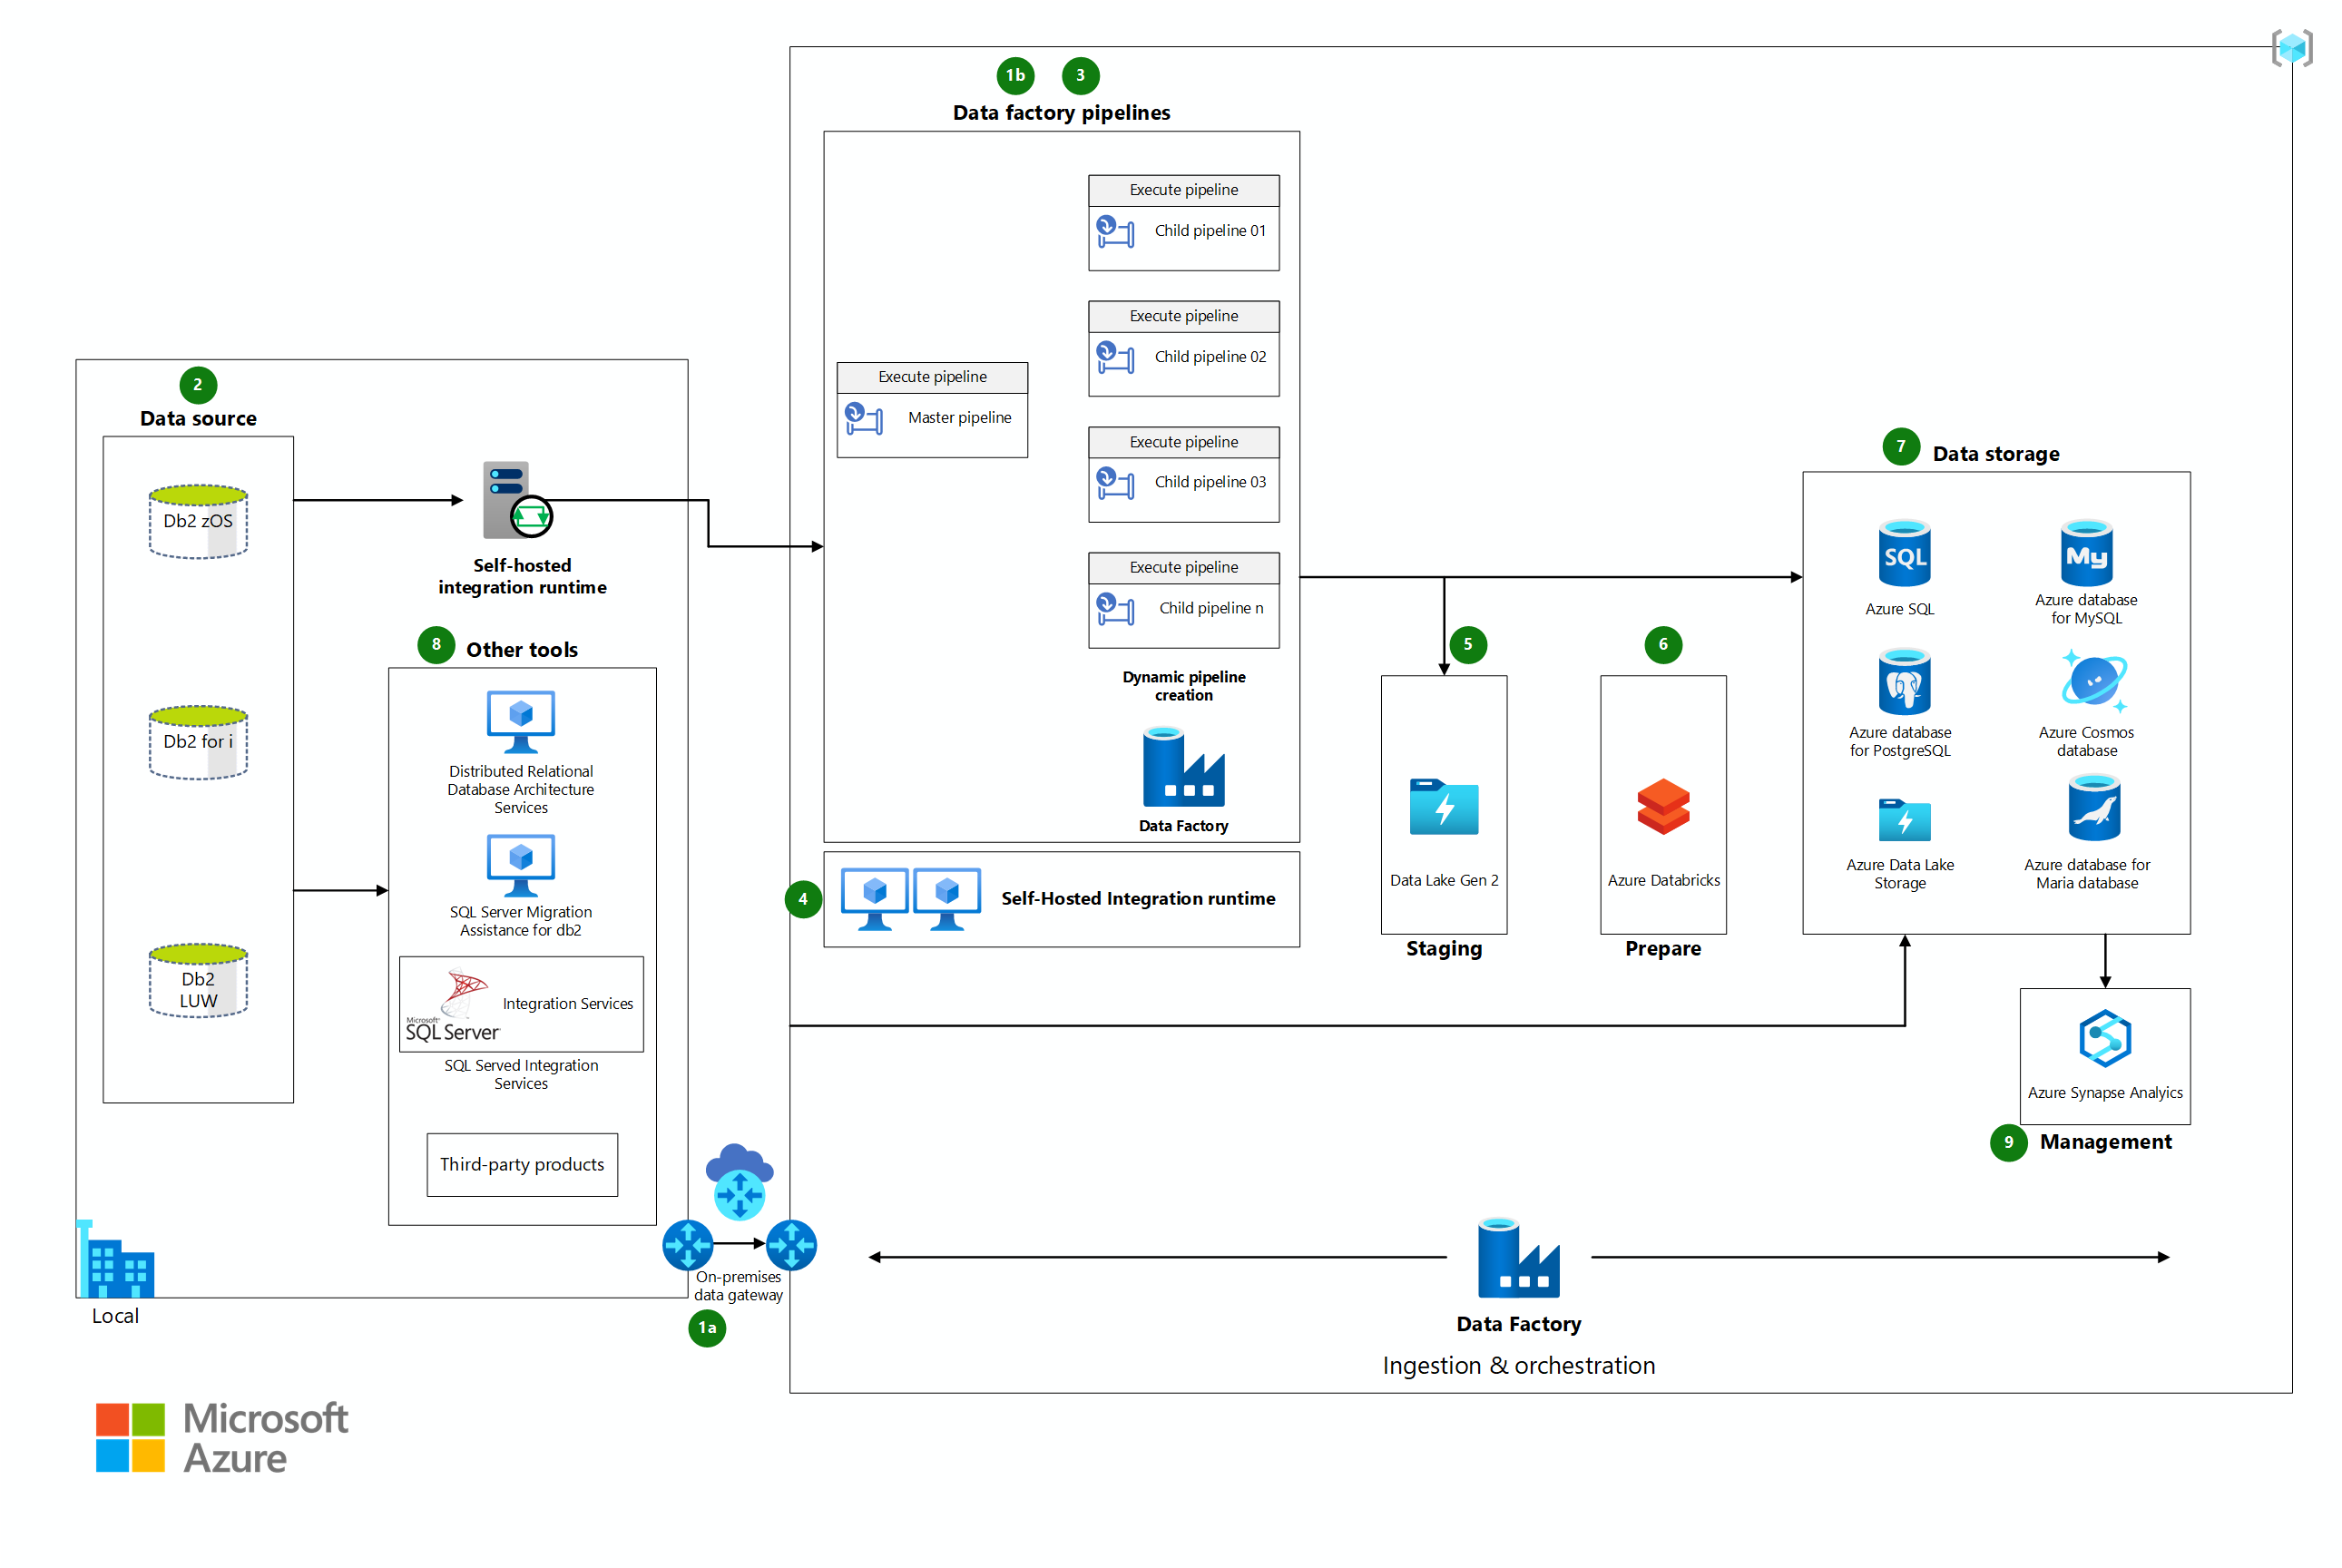 1b
3
Data factory pipelines
Execute pipeline
Child pipeline 01
Execute pipeline
Child pipeline 02
Execute pipeline
Master pipeline
Execute pipeline
Child pipeline 03
Execute pipeline
Child pipeline n
Dynamic pipeline
creation
Data Factory
2
Data source
Db2 zOS
Db2 for i
Db2
LUW
Self-hosted
integration runtime
8
Other tools
Distributed Relational
Database Architecture
Services
SQL Server Migration
Assistance for db2
Microsoft
SQL Server
Integration Services
SQL Served Integration
Services
Third-party products
Local
On-premises
data gateway
1a
4
Self-Hosted Integration runtime
5
Data Lake Gen 2
Staging
6
Azure Databricks
Prepare
7
Data storage
SQL
Azure SQL
My
Azure database
for MySQL
Azure database
for PostgreSQL
Azure Cosmos
database
Azure Data Lake
Storage
Azure database for
Maria database
Azure Synapse Analyics
9
Management
Data Factory
Ingestion & orchestration
Microsoft
Azure